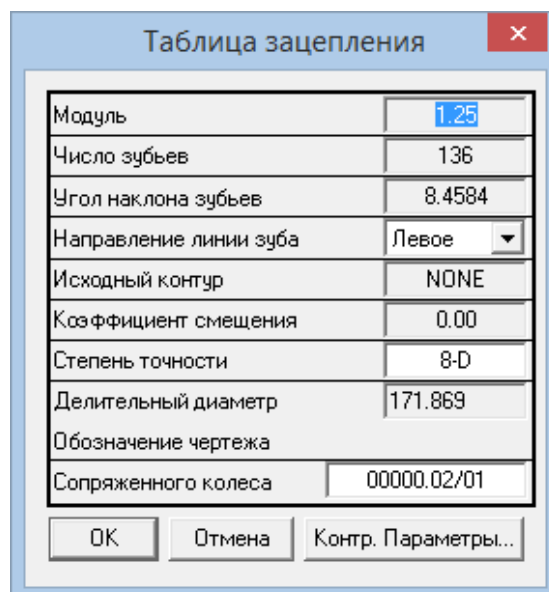 Таблица зацепления
Модуль 1.25
Число зубьев 136
Угол наклона зубьев 8.4584
Направление линии зуба Левое
Исходный контур NONE
Коэффициент смещения 0.00
Степень точности 8-D
Делительный диаметр 171.869
Обозначение чертежа
Сопряженного колеса 00000.02/01
OK Отмена Контр. Параметры...